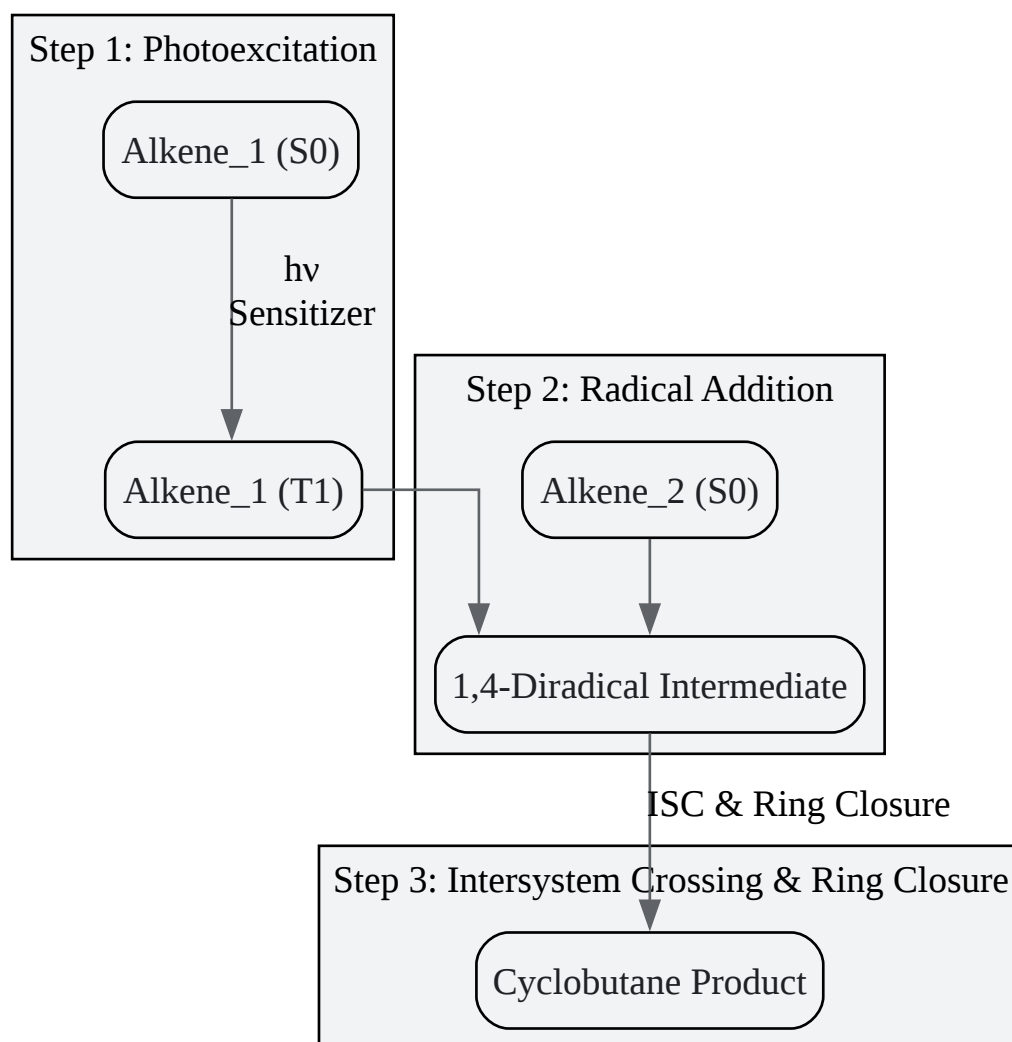 Step 1: Photoexcitation
Alkene_1 (S0)
hν
Sensitizer
Alkene_1 (T1)
Step 2: Radical Addition
Alkene_2 (S0)
1,4-Diradical Intermediate
ISC & Ring Closure
Step 3: Intersystem Crossing & Ring Closure
Cyclobutane Product